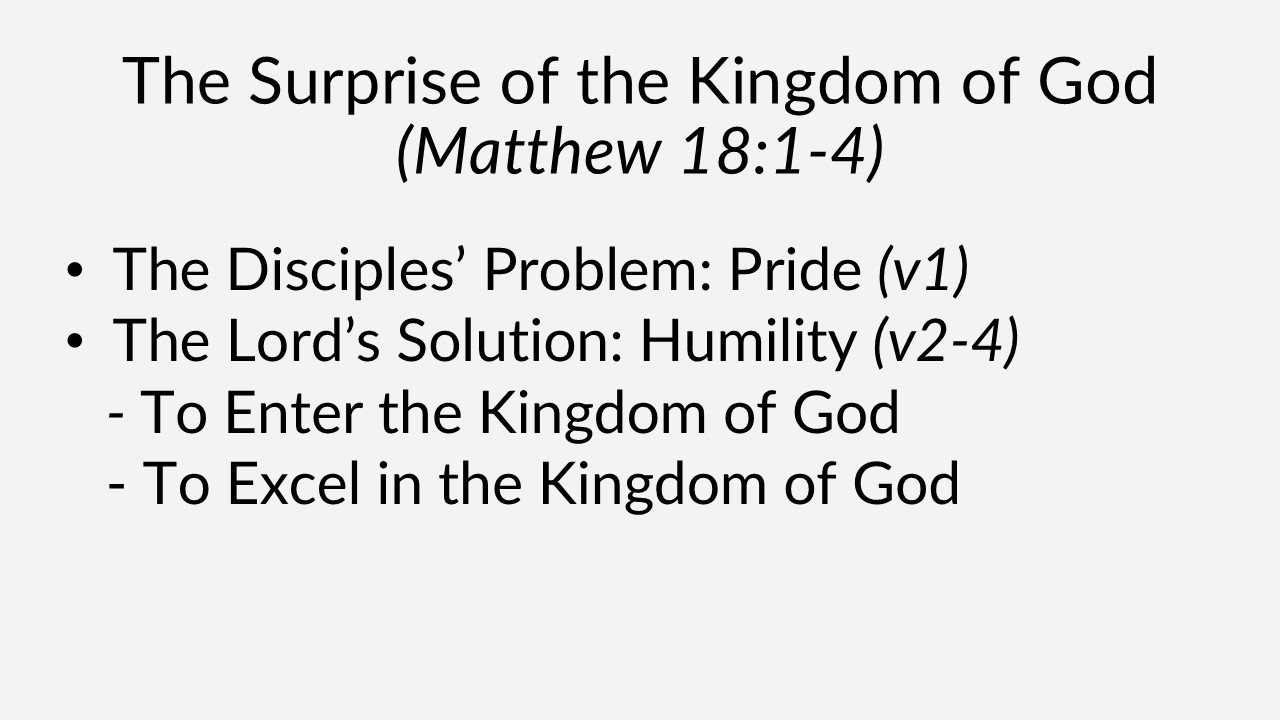 The Surprise of the Kingdom of God
(Matthew 18:1-4)
• The Disciples’ Problem: Pride (v1)
• The Lord’s Solution: Humility (v2-4)
- To Enter the Kingdom of God
- To Excel in the Kingdom of God